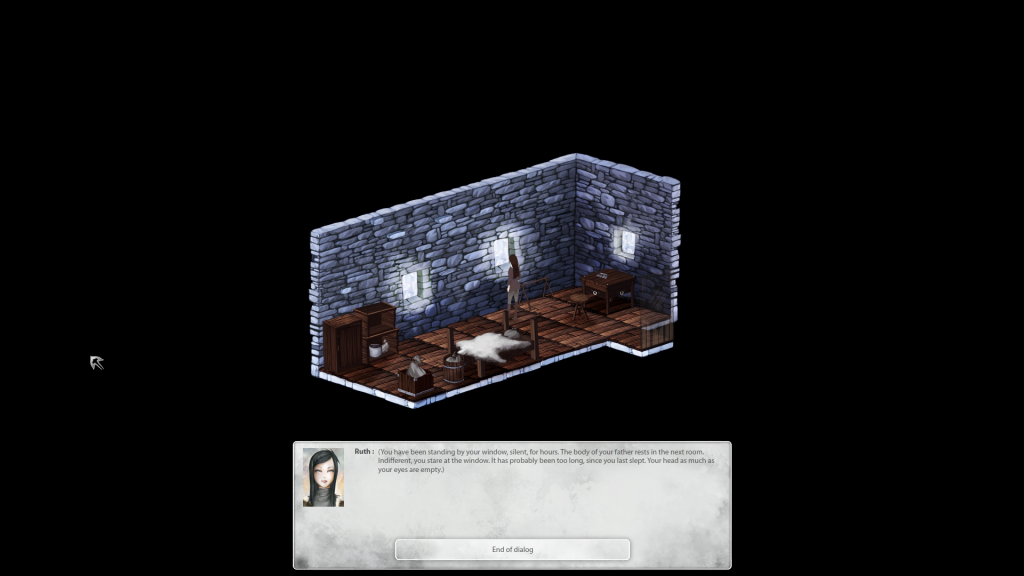 Ruth : (You have been standing by your window, silent, for hours. The body of your father rests in the next room.
Indifferent, you stare at the window. It has probably been too long, since you last slept. Your head as much as
your eyes are empty.)
End of dialog